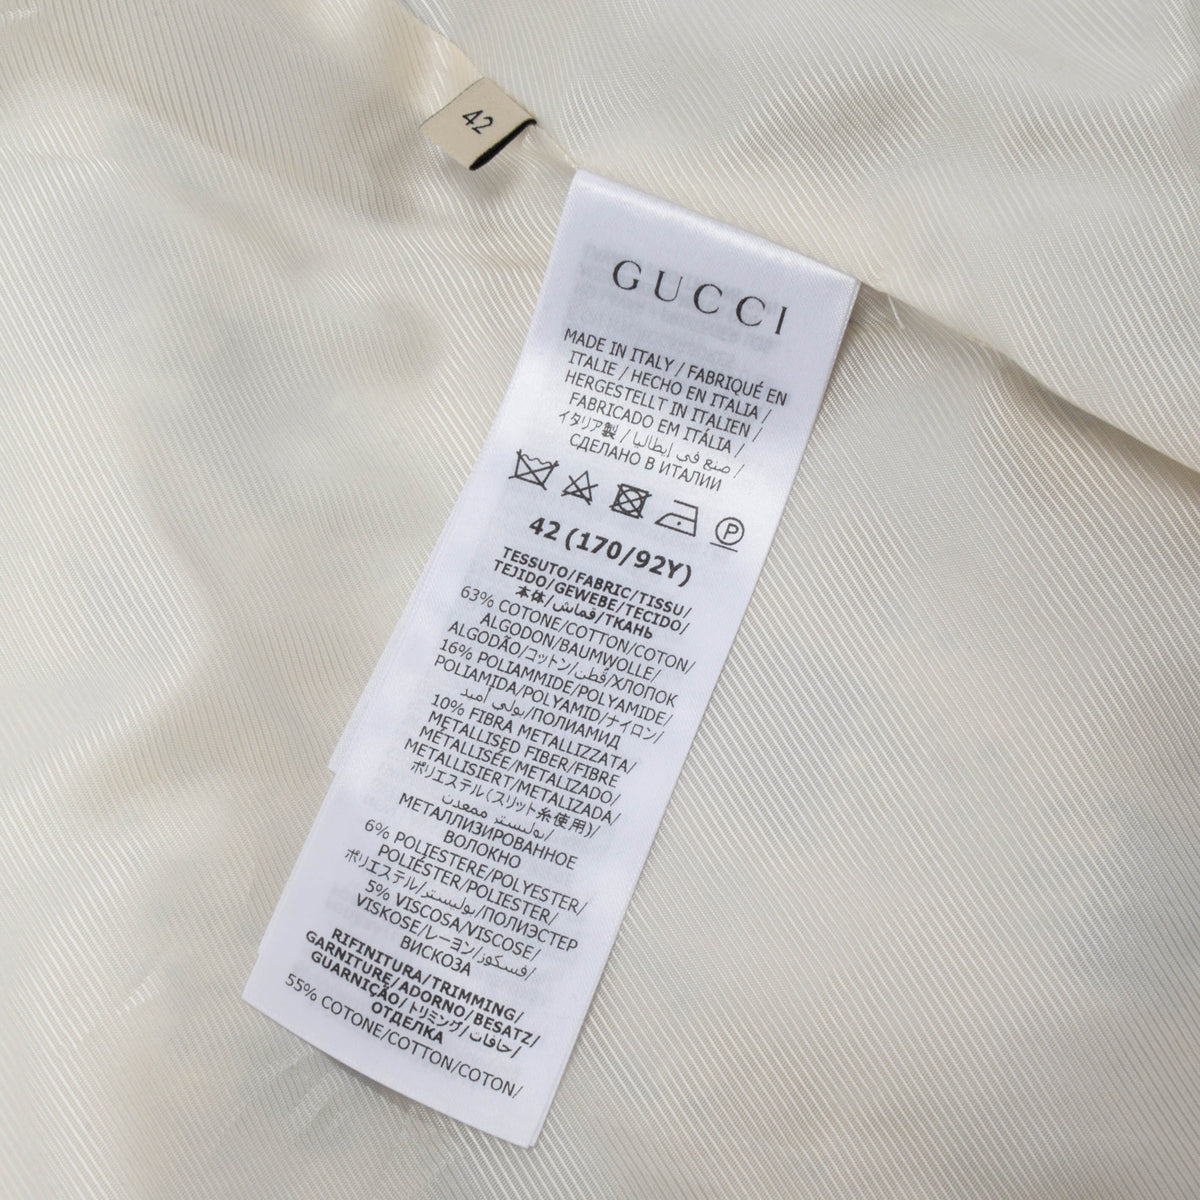 42
GUCCI
MADE IN ITALY / FABRIQUÉ EN
ITALIE / HECHO EN ITALIA /
HERGESTELLT IN ITALIEN /
FABRICADO EM ITÁLIA /
イタリア製 / صنع في إيطاليا /
СДЕЛАНО В ИТАЛИИ
P
42 (170/92Y)
TESSUTO/FABRIC/TISSU/
TEJIDO/GEWEBE/TECIDO/
本体/قماش/ТКАНЬ
63% COTONE/COTTON/COTON/
ALGODON/BAUMWOLLE/
ALGODÃO/コットン/قطن/ХЛОПОК
16% POLIAMMIDE/POLYAMIDE/
POLIAMIDA/POLYAMID/ナイロン/
بولي أميد/ПОЛИАМИД
10% FIBRA METALLIZZATA/
METALLISED FIBER/FIBRE
MÉTALLISÉE/METALIZADO/
METALLISIERT/METALIZADA/
ポリエステル(スリット糸使用)/
بوليستر ممعدن/
МЕТАЛЛИЗИРОВАННОЕ
ВОЛОКНО
6% POLIESTERE/POLYESTER/
POLIÉSTER/POLIESTER/
ポリエステル/بوليستر/ПОЛИЭСТЕР
5% VISCOSA/VISCOSE/
VISKOSE/レーヨン/فسكوز/
ВИСКОЗА
RIFINITURA/TRIMMING/
GARNITURE/ADORNO/BESATZ/
GUARNIÇÃO/トリミング/حافات/
ОТДЕЛКА
55% COTONE/COTTON/COTON/